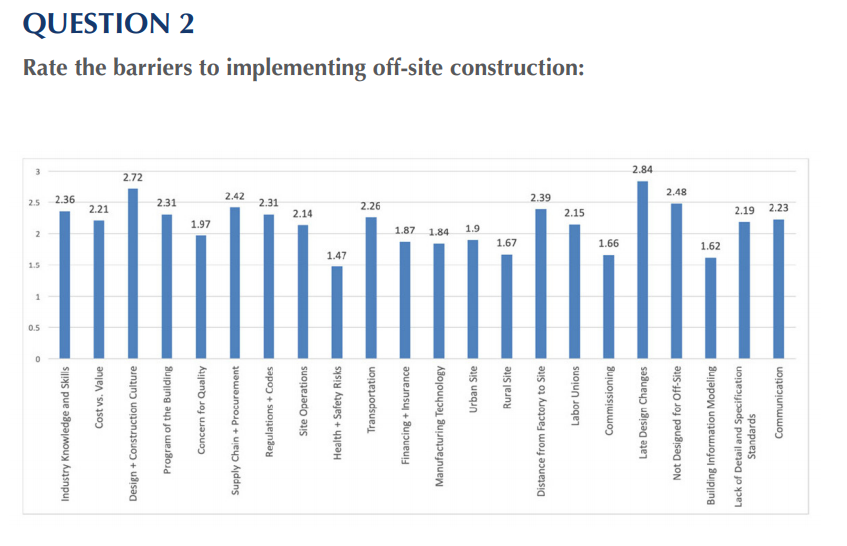 QUESTION 2
Rate the barriers to implementing off-site construction:
3
2.5
2
1.5
1
0.5
0
2.36
2.21
2.72
2.31
1.97
2.42
2.31
2.14
1.47
2.26
1.87
1.84
1.9
1.67
2.39
2.15
1.66
2.84
2.48
1.62
2.19
2.23
Industry Knowledge and Skills
Cost vs. Value
Design + Construction Culture
Program of the Building
Concern for Quality
Supply Chain + Procurement
Regulations + Codes
Site Operations
Health + Safety Risks
Transportation
Financing + Insurance
Manufacturing Technology
Urban Site
Rural Site
Distance from Factory to Site
Labor Unions
Commissioning
Late Design Changes
Not Designed for Off-Site
Building Information Modeling
Lack of Detail and Specification
Standards
Communication